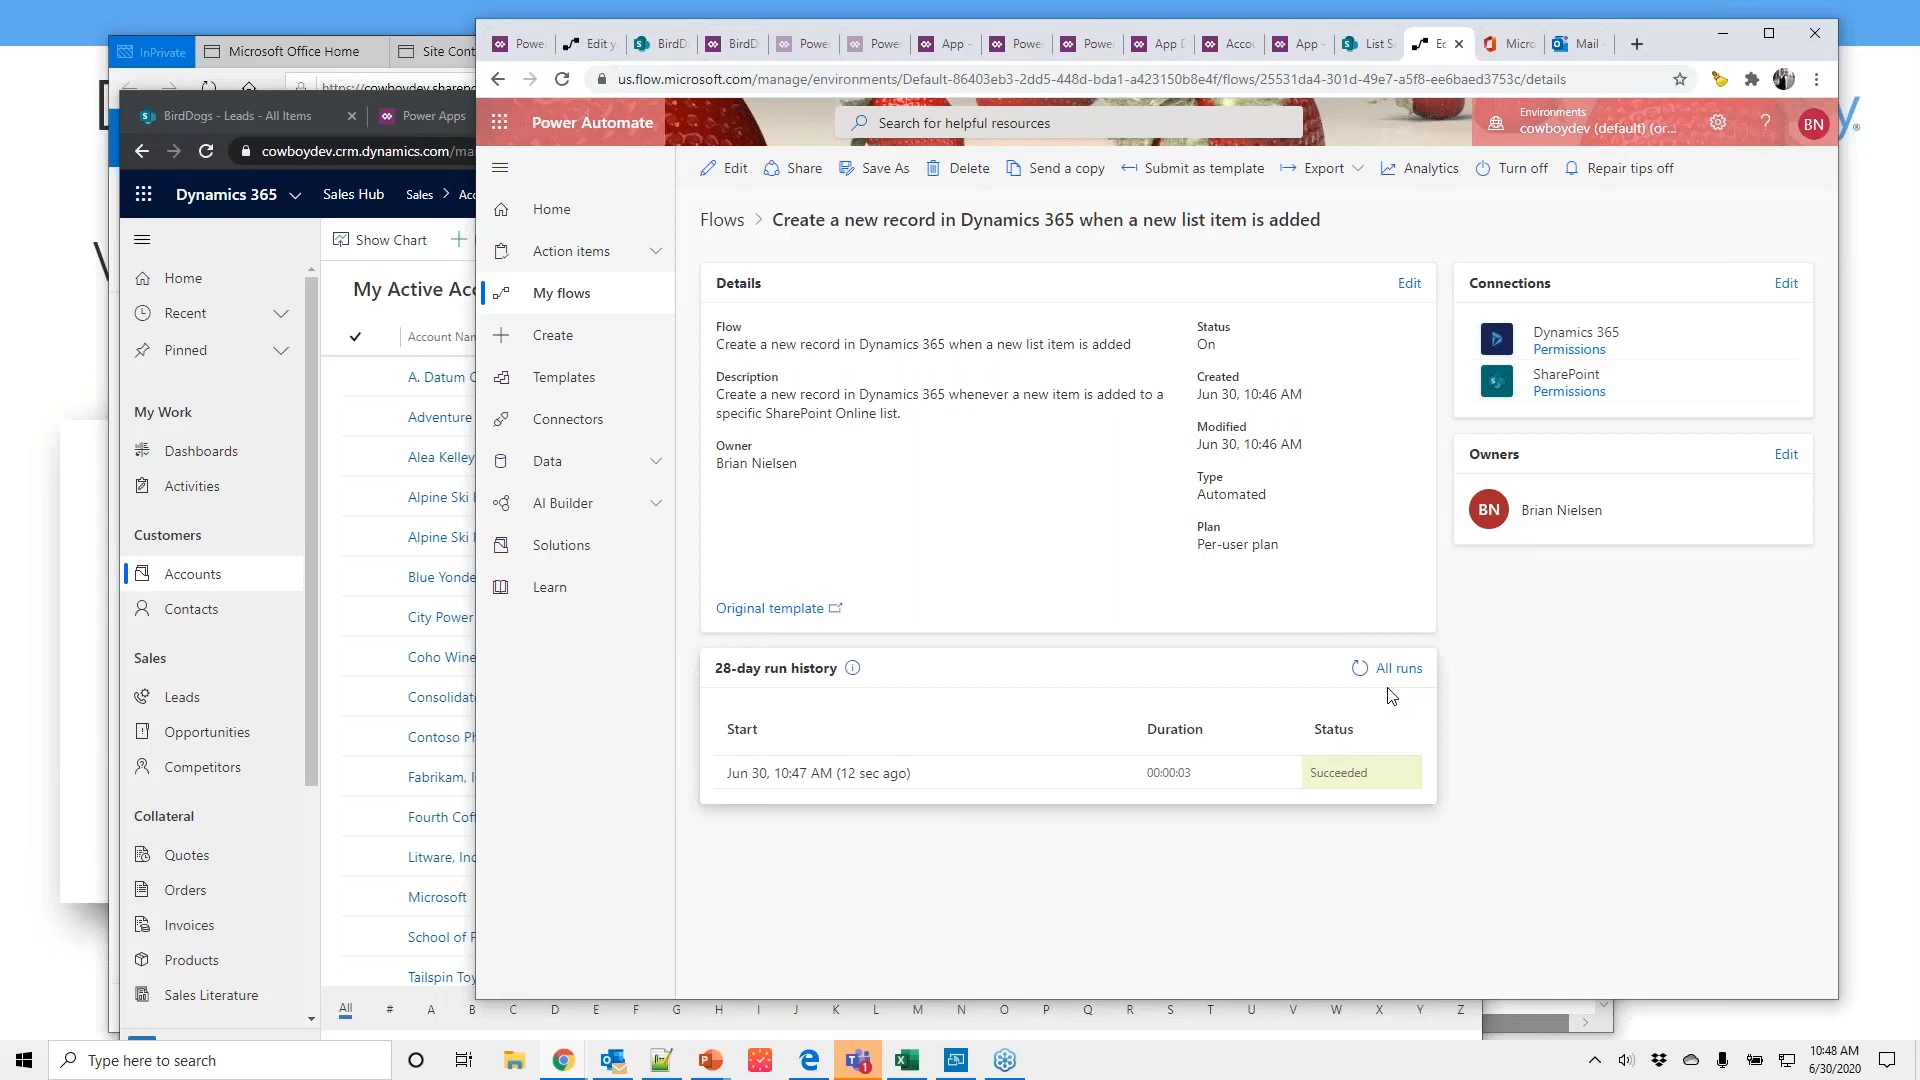 InPrivate
Microsoft Office Home
Site Cont
https://cowboydev.sharepo
BirdDogs - Leads - All Items
Power Apps
cowboydev.crm.dynamics.com/ma
Dynamics 365
Sales Hub
Sales
Acc
Show Chart
My Active Acc
Home
Recent
Pinned
My Work
Dashboards
Activities
Customers
Accounts
Contacts
Sales
Leads
Opportunities
Competitors
Collateral
Quotes
Orders
Invoices
Products
Sales Literature
Account Nam
A. Datum C
Adventure
Alea Kelley
Alpine Ski
Alpine Ski
Blue Yonde
City Power
Coho Wine
Consolidate
Contoso Ph
Fabrikam, I
Fourth Coff
Litware, Inc
Microsoft
School of F
Tailspin Toy
All # A B C D E F G H I J K L M N O P Q R S T U V W X Y Z
Powe
Edit y
BirdD
BirdD
Powe
Powe
App -
Powe
Powe
App D
Accou
App -
List S
Ec
Micro
Mail
us.flow.microsoft.com/manage/environments/Default-86403eb3-2dd5-448d-bda1-a423150b8e4f/flows/25531da4-301d-49e7-a5f8-ee6baed3753c/details
Power Automate
Search for helpful resources
Environments
cowboydev (default) (or...
?
BN
Edit
Share
Save As
Delete
Send a copy
Submit as template
Export
Analytics
Turn off
Repair tips off
Home
Action items
My flows
Create
Templates
Connectors
Data
AI Builder
Solutions
Learn
Flows > Create a new record in Dynamics 365 when a new list item is added
Details
Edit
Flow
Create a new record in Dynamics 365 when a new list item is added
Description
Create a new record in Dynamics 365 whenever a new item is added to a
specific SharePoint Online list.
Owner
Brian Nielsen
Status
On
Created
Jun 30, 10:46 AM
Modified
Jun 30, 10:46 AM
Type
Automated
Plan
Per-user plan
Original template
Connections
Edit
Dynamics 365
Permissions
SharePoint
Permissions
Owners
Edit
BN
Brian Nielsen
28-day run history
All runs
Start
Duration
Status
Jun 30, 10:47 AM (12 sec ago)
00:00:03
Succeeded
Type here to search
10:48 AM
6/30/2020